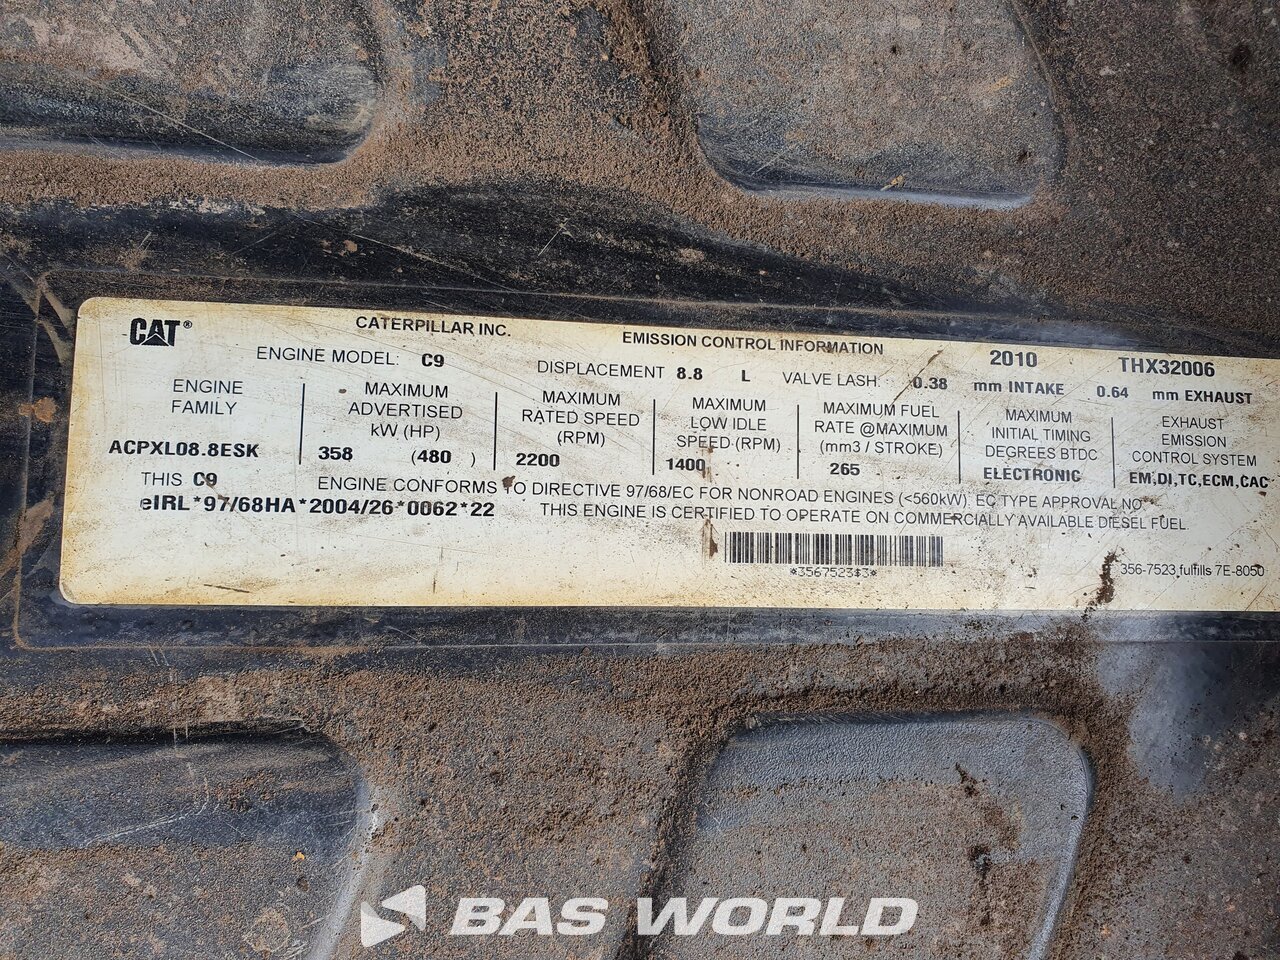 CAT®
CATERPILLAR INC.
EMISSION CONTROL INFORMATION
2010
THX32006
ENGINE MODEL: C9
DISPLACEMENT 8.8 L
VALVE LASH: 0.38 mm INTAKE 0.64 mm EXHAUST
ENGINE
FAMILY
ACPXL08.8ESK
MAXIMUM
ADVERTISED
kW (HP)
358 (480 )
MAXIMUM
RATED SPEED
(RPM)
2200
MAXIMUM
LOW IDLE
SPEED (RPM)
1400
MAXIMUM FUEL
RATE @MAXIMUM
(mm3 / STROKE)
265
MAXIMUM
INITIAL TIMING
DEGREES BTDC
ELECTRONIC
EXHAUST
EMISSION
CONTROL SYSTEM
EM,DI,TC,ECM,CAC
THIS C9 ENGINE CONFORMS TO DIRECTIVE 97/68/EC FOR NONROAD ENGINES (<560kW). EC TYPE APPROVAL NO:
eIRL*97/68HA*2004/26*0062*22 THIS ENGINE IS CERTIFIED TO OPERATE ON COMMERCIALLY AVAILABLE DIESEL FUEL
*3567523$3*
356-7523 fulfills 7E-8050
BAS WORLD